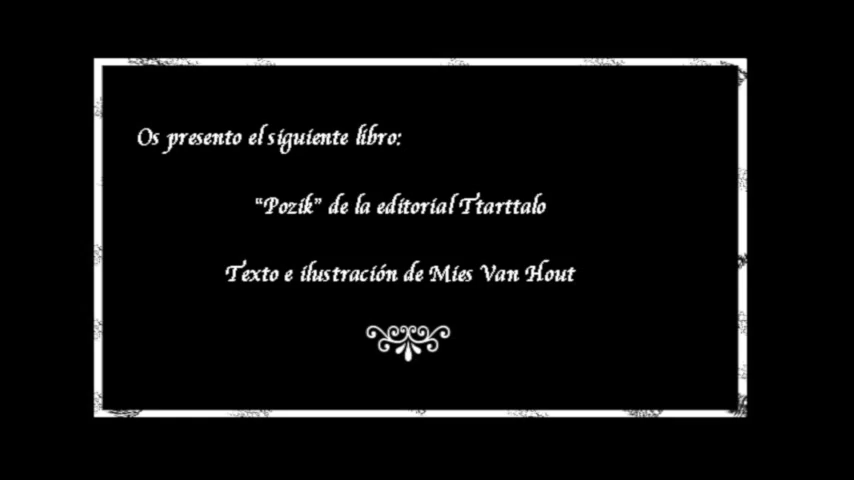 Os presento el siguiente libro:
"Pozik" de la editorial Ttarttalo
Texto e ilustración de Mies Van Hout